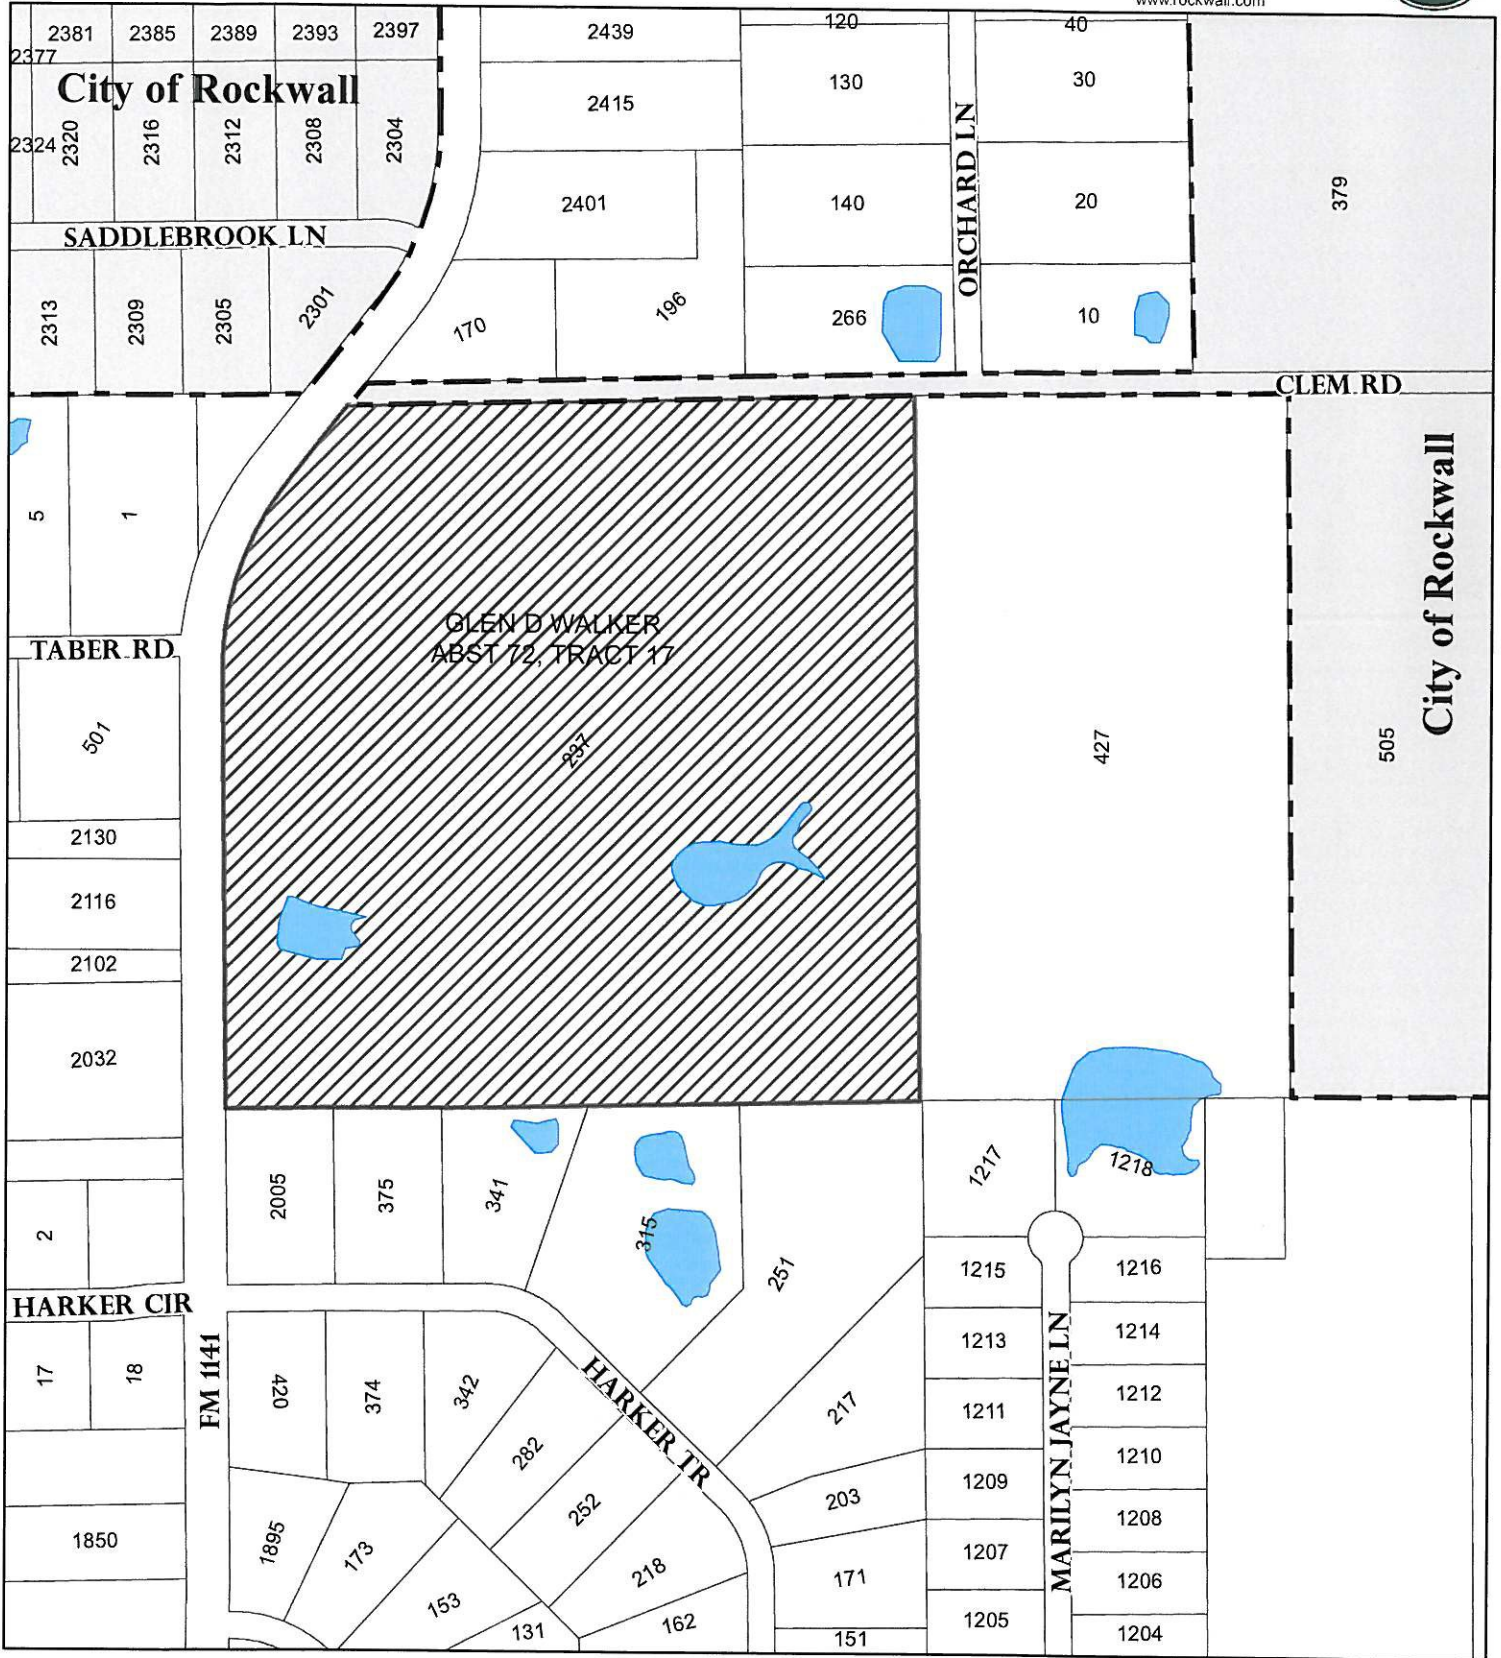 www.rockwall.com
2381 2385 2389 2393 2397
2377
City of Rockwall
2324 2320 2316 2312 2308 2304
SADDLEBROOK LN
2313 2309 2305 2301
2439
2415
2401
170 196
120
130
140
266
ORCHARD LN
40
30
20
10
379
CLEM RD
5 1
TABER RD
501
2130
2116
2102
2032
GLEN D WALKER
ABST 72, TRACT 17
237
427
505
City of Rockwall
2
HARKER CIR
17 18
1850
FM 1141
2005 375 341 315 251
420 374 342 282 252 218
HARKER TR
217
203
171
151
1895 173 153 131 162
1217 1218
1215 1216
1213 1214
1211 1212
1209 1210
1207 1208
1205 1206
1204
MARILYN JAYNE LN